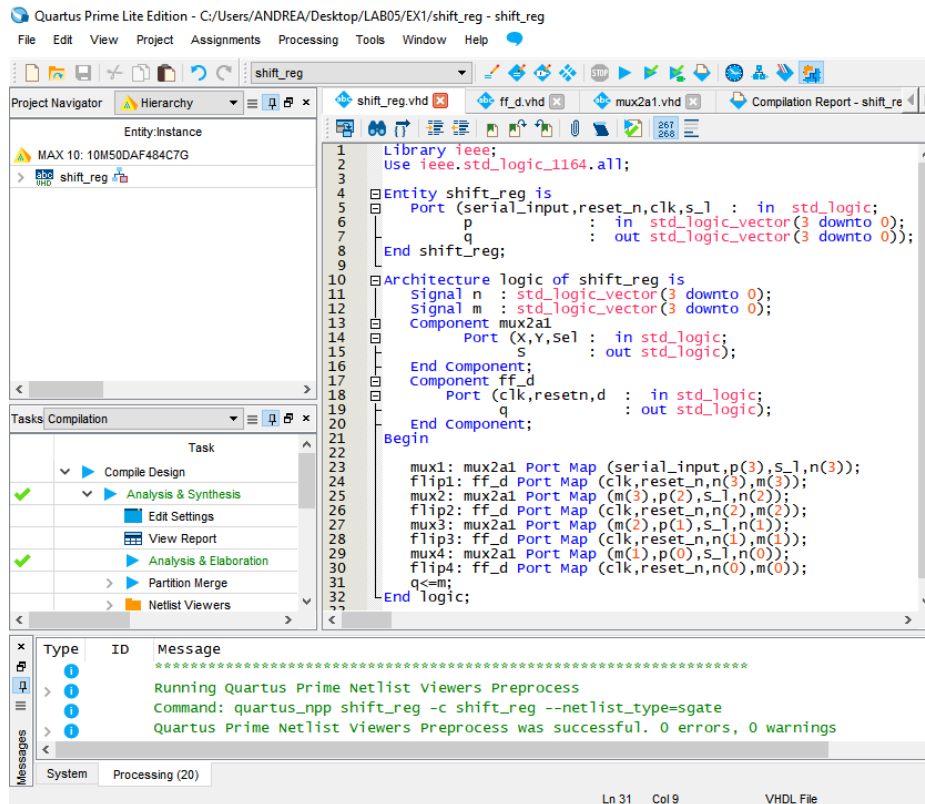 Quartus Prime Lite Edition - C:/Users/ANDREA/Desktop/LAB05/EX1/shift_reg - shift_reg
File Edit View Project Assignments Processing Tools Window Help
shift_reg
Project Navigator Hierarchy
Entity:Instance
MAX 10: 10M50DAF484C7G
shift_reg
shift_reg.vhd ff_d.vhd mux2a1.vhd Compilation Report - shift_re
267
268
1 Library ieee;
2 Use ieee.std_logic_1164.all;
3
4 Entity shift_reg is
5 Port (serial_input,reset_n,clk,s_l : in std_logic;
6 p : in std_logic_vector(3 downto 0);
7 q : out std_logic_vector(3 downto 0));
8 End shift_reg;
9
10 Architecture logic of shift_reg is
11 Signal n : std_logic_vector(3 downto 0);
12 Signal m : std_logic_vector(3 downto 0);
13 Component mux2a1
14 Port (X,Y,Sel : in std_logic;
15 S : out std_logic);
16 End Component;
17 Component ff_d
18 Port (clk,resetn,d : in std_logic;
19 q : out std_logic);
20 End Component;
21 Begin
22
23 mux1: mux2a1 Port Map (serial_input,p(3),S_l,n(3));
24 flip1: ff_d Port Map (clk,reset_n,n(3),m(3));
25 mux2: mux2a1 Port Map (m(3),p(2),S_l,n(2));
26 flip2: ff_d Port Map (clk,reset_n,n(2),m(2));
27 mux3: mux2a1 Port Map (m(2),p(1),S_l,n(1));
28 flip3: ff_d Port Map (clk,reset_n,n(1),m(1));
29 mux4: mux2a1 Port Map (m(1),p(0),S_l,n(0));
30 flip4: ff_d Port Map (clk,reset_n,n(0),m(0));
31 q<=m;
32 End logic;
Tasks Compilation
Task
Compile Design
Analysis & Synthesis
Edit Settings
View Report
Analysis & Elaboration
Partition Merge
Netlist Viewers
Type ID Message
*******************************************************************
Running Quartus Prime Netlist Viewers Preprocess
Command: quartus_npp shift_reg -c shift_reg --netlist_type=sgate
Quartus Prime Netlist Viewers Preprocess was successful. 0 errors, 0 warnings
Messages
System Processing (20)
Ln 31 Col 9 VHDL File